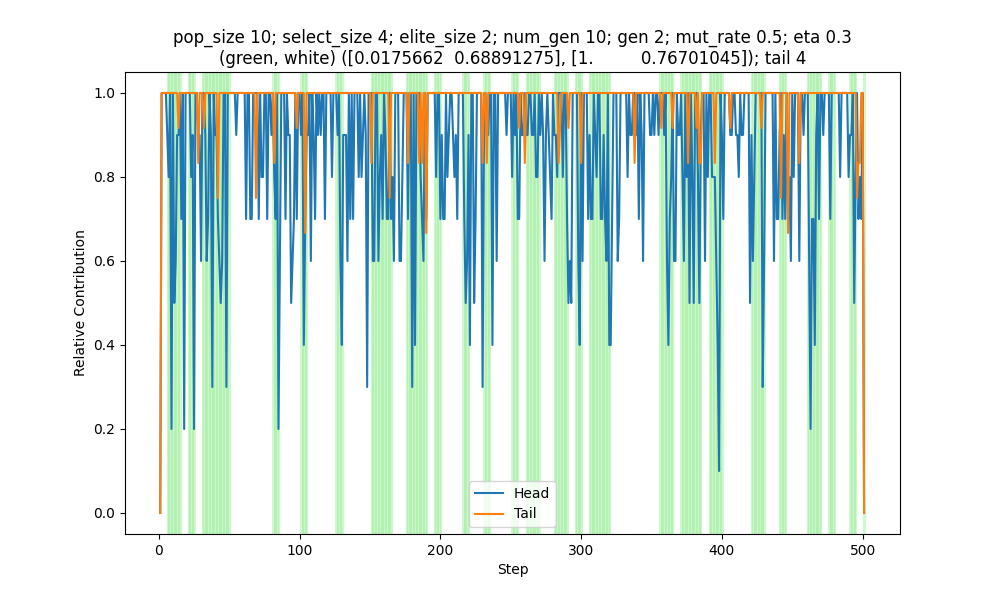 pop_size 10; select_size 4; elite_size 2; num_gen 10; gen 2; mut_rate 0.5; eta 0.3
(green, white) ([0.0175662  0.68891275], [1.         0.76701045]); tail 4
1.0
0.8
0.6
0.4
0.2
0.0
Relative Contribution
Head
Tail
0
100
200
300
400
500
Step